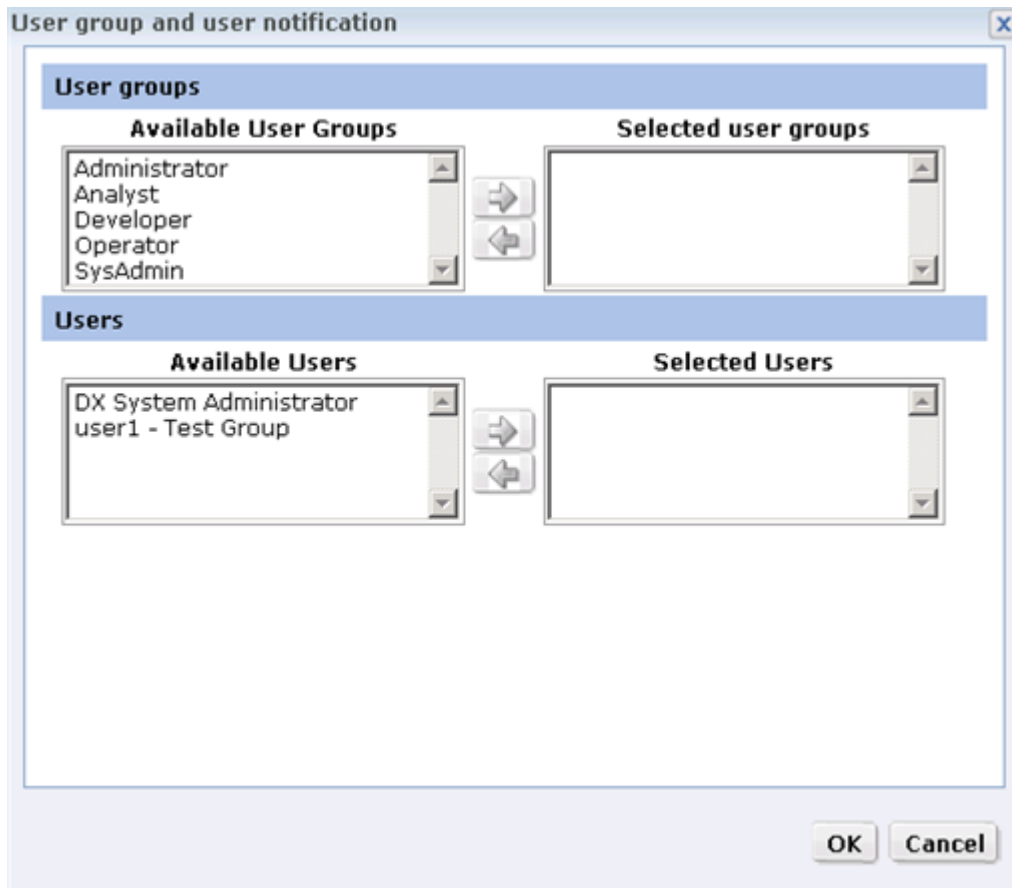 User group and user notification
User groups
Available User Groups
Selected user groups
Administrator
Analyst
Developer
Operator
SysAdmin
Users
Available Users
Selected Users
DX System Administrator
user1 - Test Group
OK
Cancel